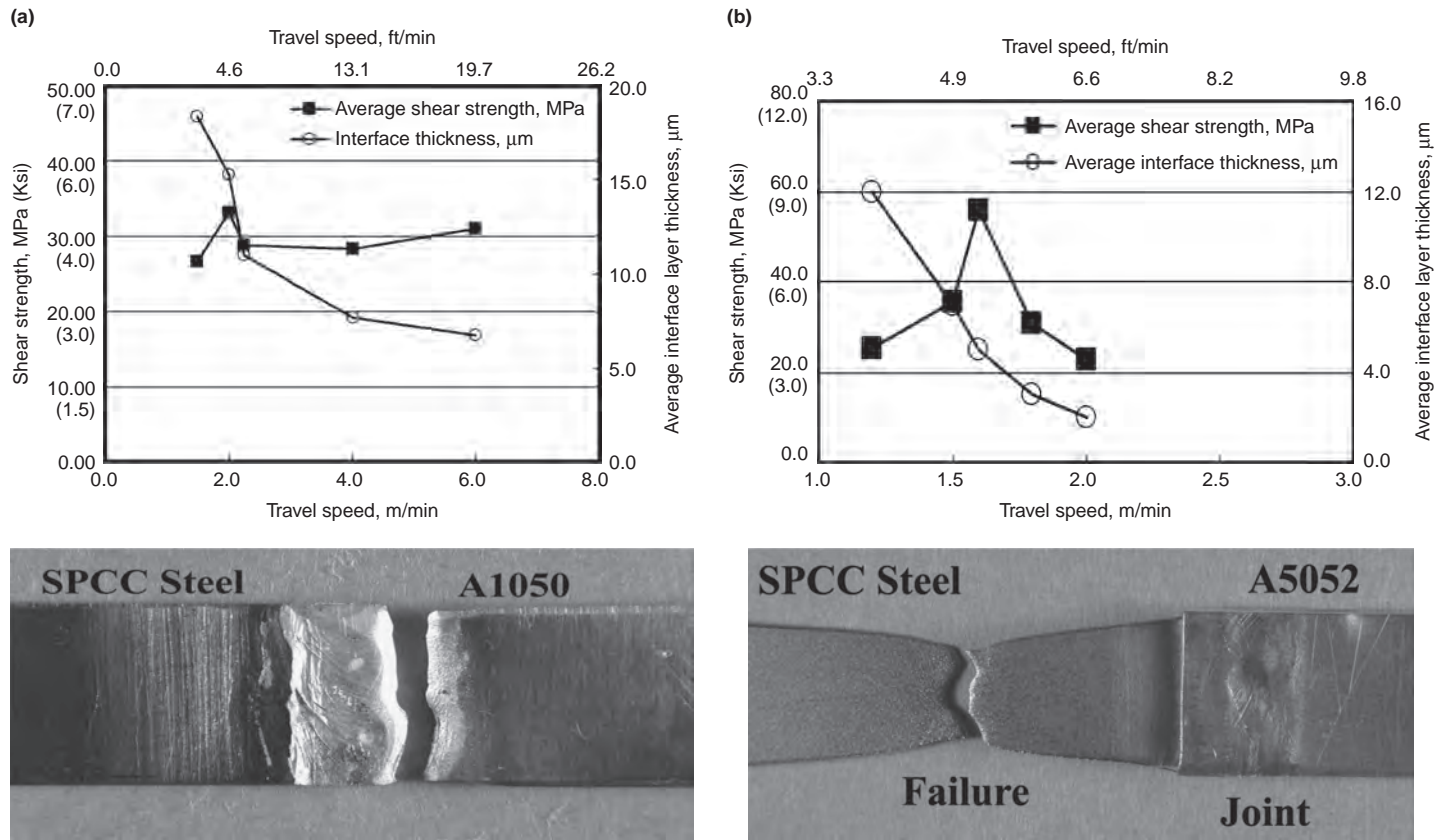 (a)
Travel speed, ft/min
0.0 4.6 13.1 19.7 26.2
50.00
(7.0)
40.00
(6.0)
30.00
(4.0)
20.00
(3.0)
10.00
(1.5)
0.00
Shear strength, MPa (Ksi)
Average shear strength, MPa
Interface thickness, μm
20.0
15.0
10.0
5.0
0.0
Average interface layer thickness, μm
0.0 2.0 4.0 6.0 8.0
Travel speed, m/min
SPCC Steel A1050
(b)
Travel speed, ft/min
3.3 4.9 6.6 8.2 9.8
80.0
(12.0)
60.0
(9.0)
40.0
(6.0)
20.0
(3.0)
0.0
Shear strength, MPa (Ksi)
Average shear strength, MPa
Average interface thickness, μm
16.0
12.0
8.0
4.0
0.0
Average interface layer thickness, μm
1.0 1.5 2.0 2.5 3.0
Travel speed, m/min
SPCC Steel A5052
Failure Joint